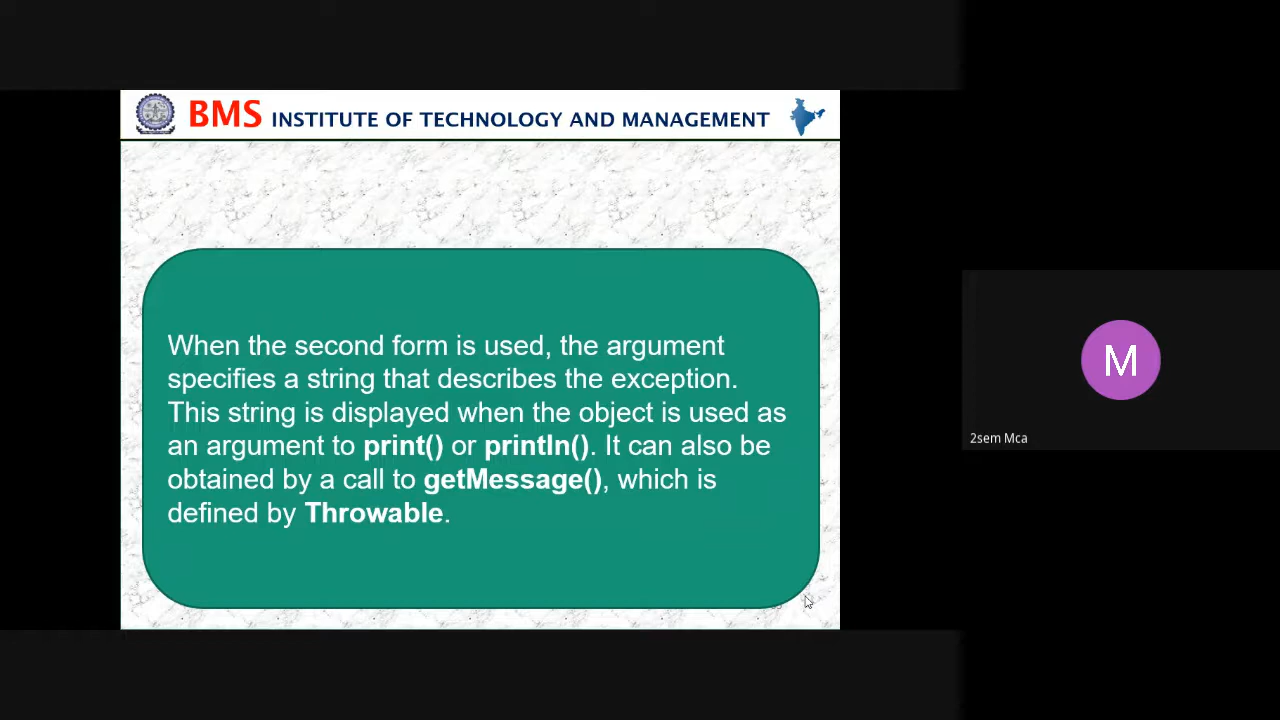 BMS INSTITUTE OF TECHNOLOGY AND MANAGEMENT
When the second form is used, the argument
specifies a string that describes the exception.
This string is displayed when the object is used as
an argument to print() or println(). It can also be
obtained by a call to getMessage(), which is
defined by Throwable.
M
2sem Mca